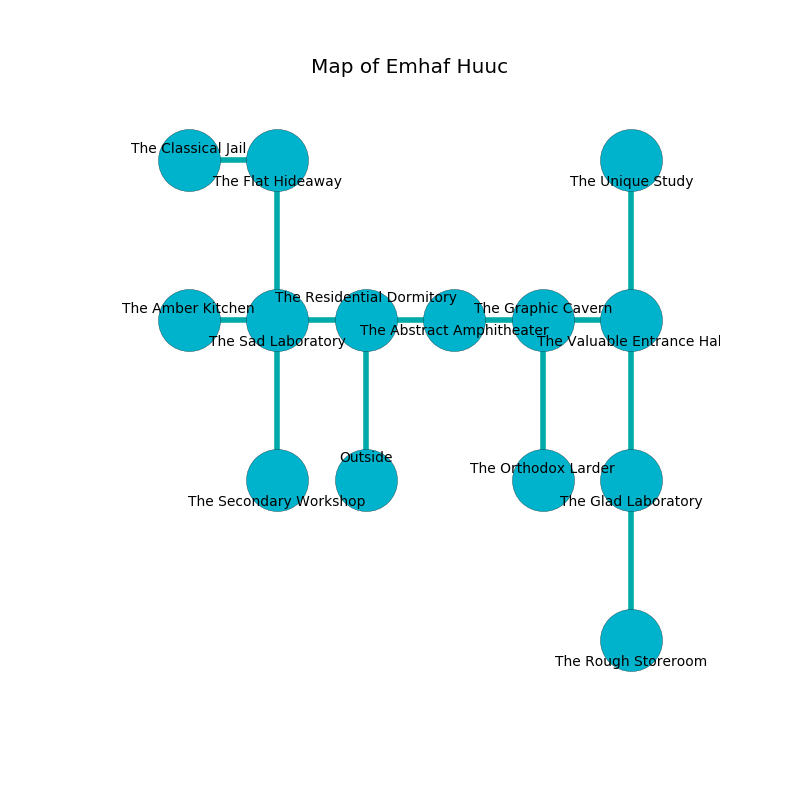 Map of Emhaf Huuc
The Classical Jail
The Flat Hideaway
The Unique Study
The Residential Dormitory
The Amber Kitchen
The Graphic Cavern
The Abstract Amphitheater
The Sad Laboratory
The Valuable Entrance Hal
Outside
The Orthodox Larder
The Secondary Workshop
The Glad Laboratory
The Rough Storeroom